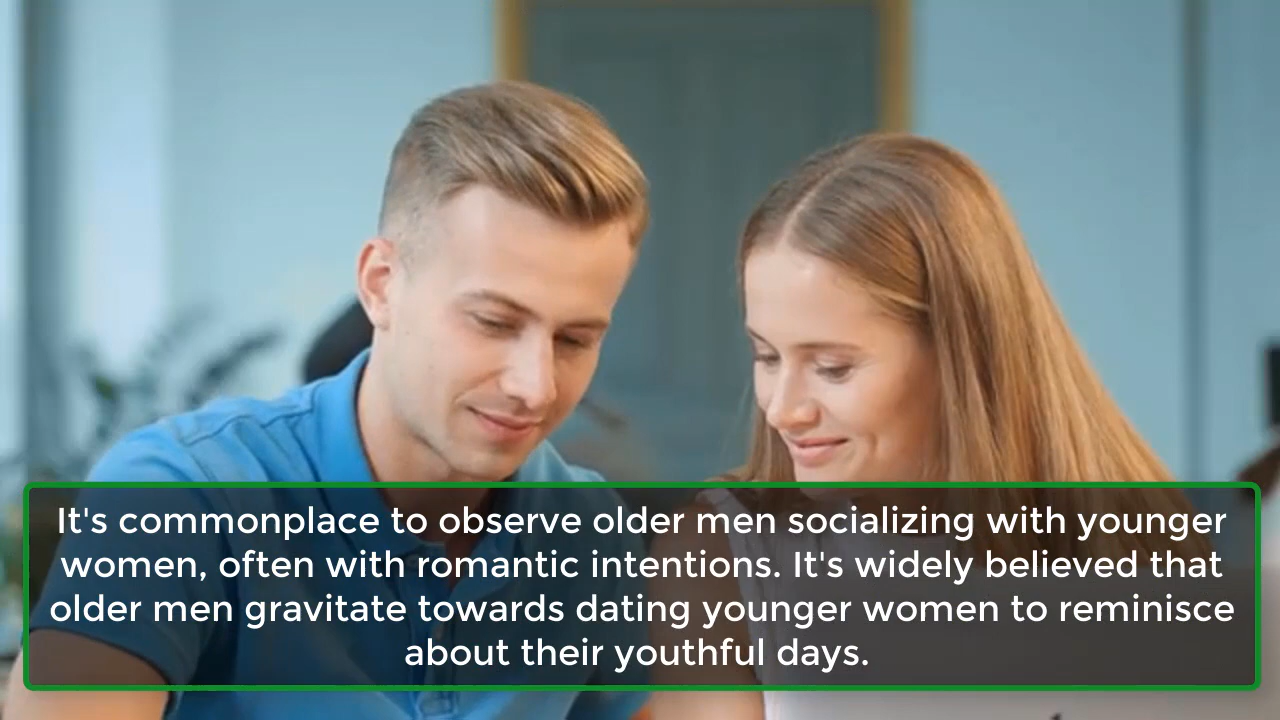 It's commonplace to observe older men socializing with younger
women, often with romantic intentions. It's widely believed that
older men gravitate towards dating younger women to reminisce
about their youthful days.